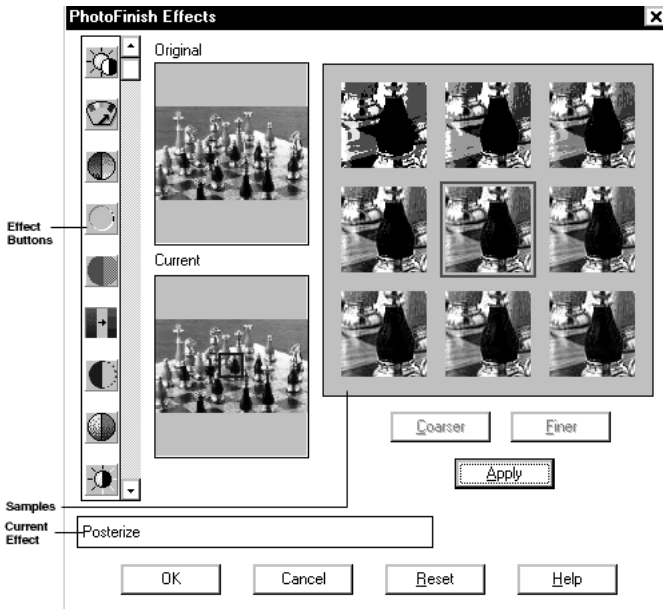 PhotoFinish Effects
Original
Effect
Buttons
Current
Coarser
Finer
Apply
Samples
Current
Effect
Posterize
OK
Cancel
Reset
Help